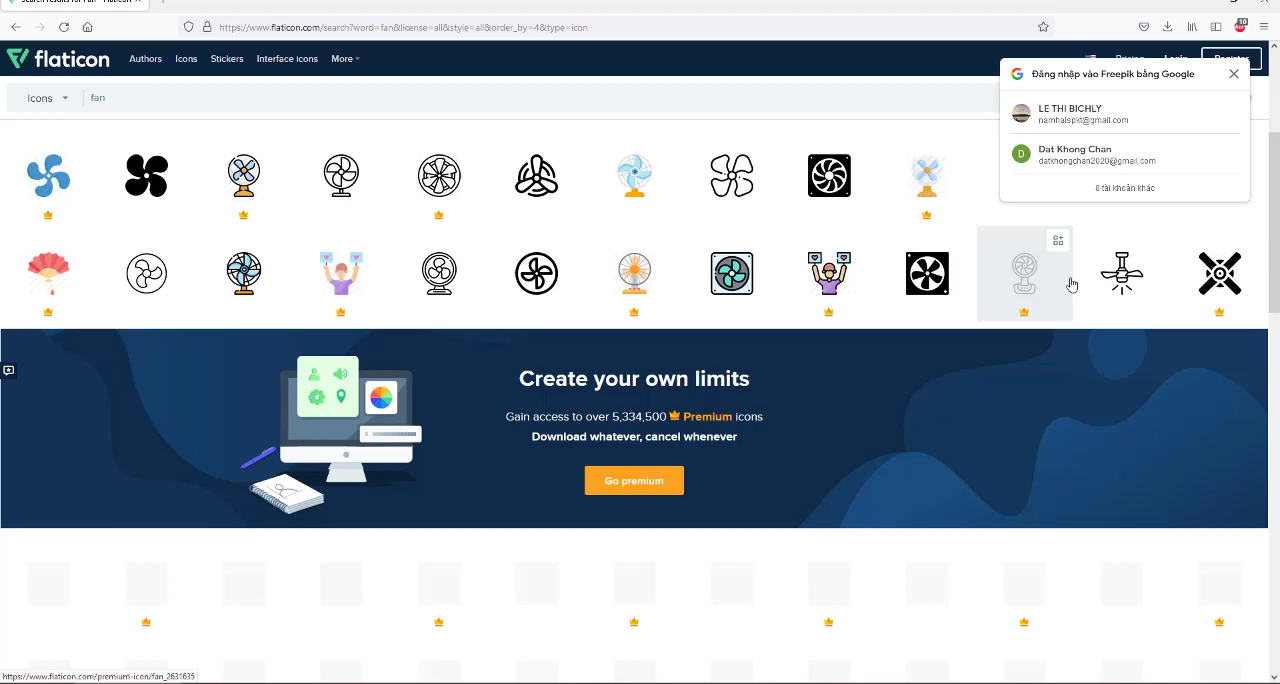 https://www.flaticon.com/search?word=fan&license=all&style=all&order_by=4&type=icon
flaticon
Authors
Icons
Stickers
Interface icons
More
Pricing
Login
Register
Đăng nhập vào Freepik bằng Google
LE THI BICHLY
namhaispkt@gmail.com
Dat Khong Chan
datkhongchan2020@gmail.com
8 tài khoản khác
Icons
fan
Create your own limits
Gain access to over 5,334,500 Premium icons
Download whatever, cancel whenever
Go premium
https://www.flaticon.com/premium-icon/fan_2631635